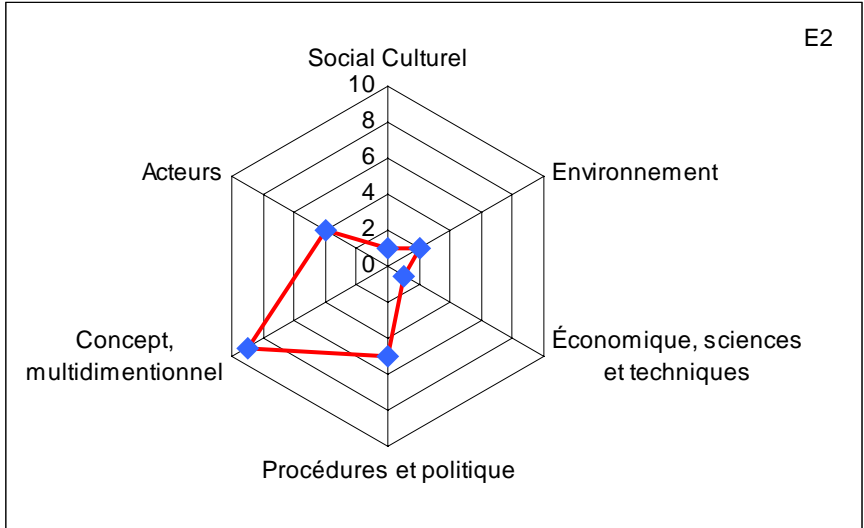 E2
Social Culturel
10
8
6
4
2
0
Acteurs
Environnement
Concept,
multidimentionnel
Économique, sciences
et techniques
Procédures et politique